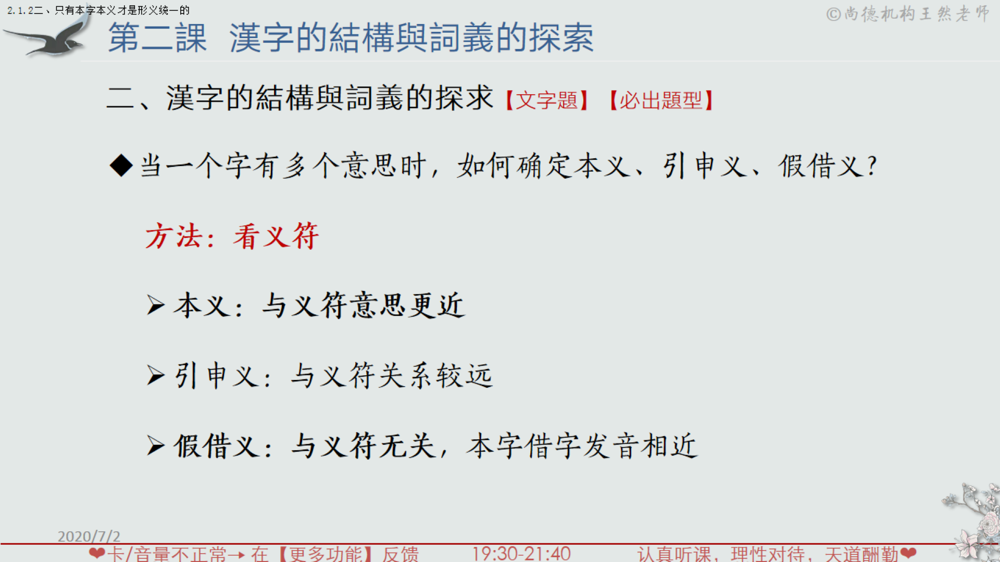 2.1.2二、只有本字本义才是形义统一的
©尚德机构王然老师
第二課 漢字的結構與詞義的探索
二、漢字的結構與詞義的探求【文字題】【必出題型】
◆当一个字有多个意思时，如何确定本义、引申义、假借义?
方法：看义符
➢本义：与义符意思更近
➢引申义：与义符关系较远
➢假借义：与义符无关，本字借字发音相近
2020/7/2
❤卡/音量不正常→ 在【更多功能】反馈 19:30-21:40 认真听课，理性对待，天道酬勤❤